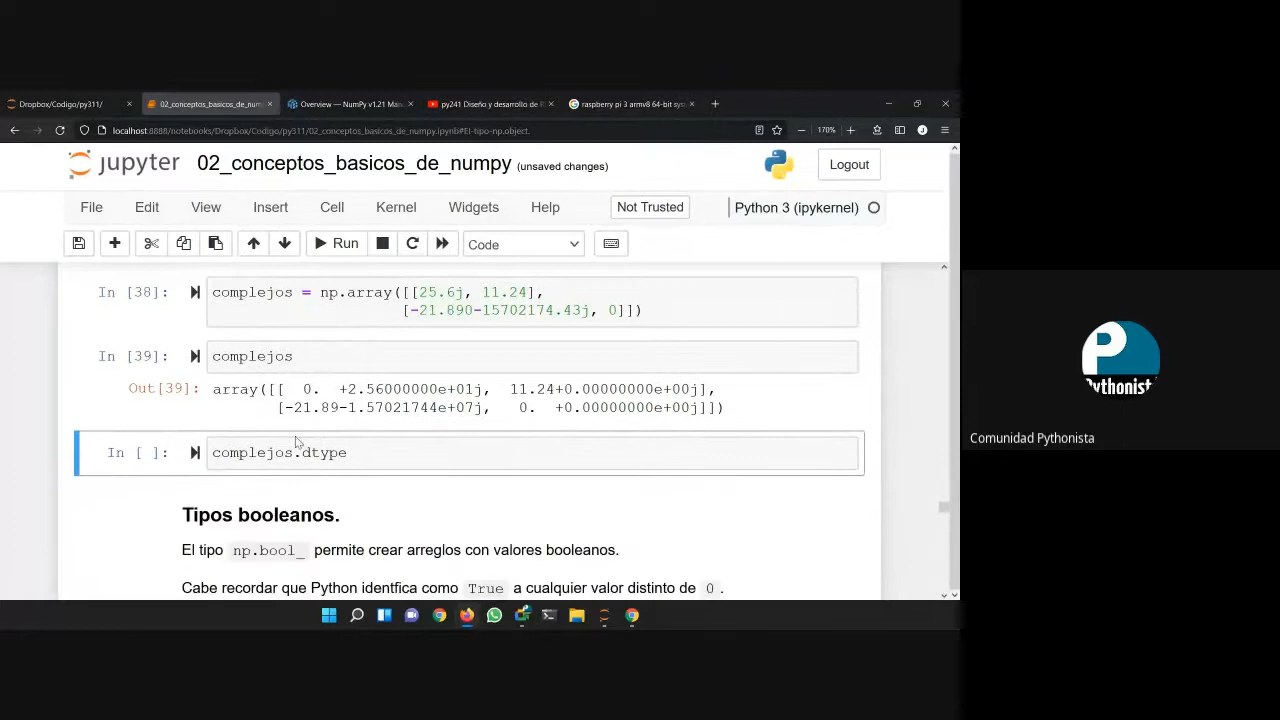 Dropbox/Codigo/py311/
02_conceptos_basicos_de_num
Overview — NumPy v1.21 Man
py241 Diseño y desarrollo de
raspberry pi 3 armv8 64-bit sys
localhost:8888/notebooks/Dropbox/Codigo/py311/02_conceptos_basicos_de_numpy.ipynb#El-tipo-np.object.
170%
J
jupyter 02_conceptos_basicos_de_numpy (unsaved changes)
Logout
File Edit View Insert Cell Kernel Widgets Help Not Trusted Python 3 (ipykernel)
Run Code
In [38]: complejos = np.array([[25.6j, 11.24],
[-21.890-15702174.43j, 0]])
In [39]: complejos
Out[39]: array([[ 0. +2.56000000e+01j, 11.24+0.00000000e+00j],
[-21.89-1.57021744e+07j, 0. +0.00000000e+00j]])
In [ ]: complejos.dtype
Tipos booleanos.
El tipo np.bool_ permite crear arreglos con valores booleanos.
Cabe recordar que Python identfica como True a cualquier valor distinto de 0.
Pythonist
Comunidad Pythonista